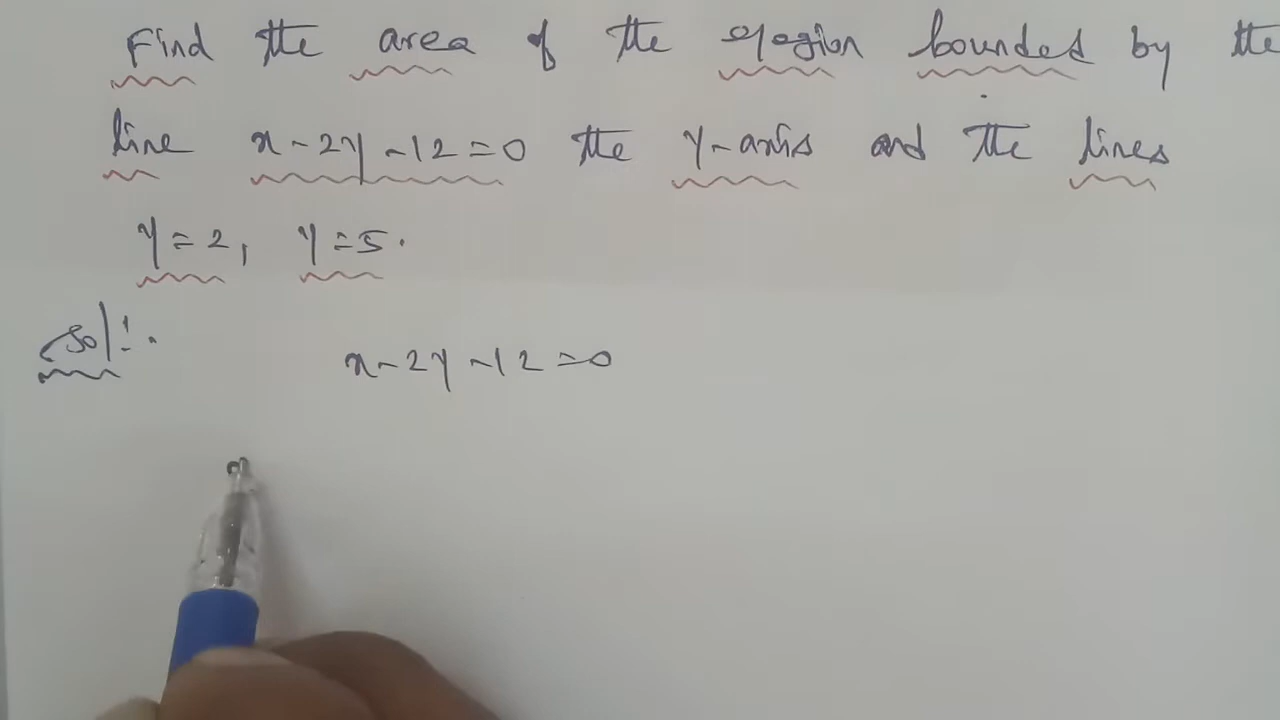 Find the area of the region bounded by the
line x-2y-12=0 the y-axis and the lines
y=2, y=5.
Sol:.
x-2y-12=0